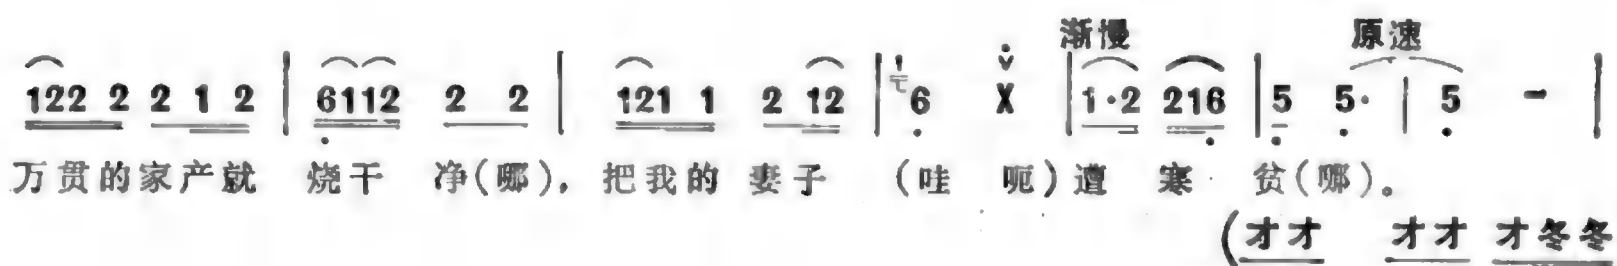 渐慢 原速
122 2 2 1 2 | 6112 2 2 | 121 1 2 12 | 6 X | 1·2 216 | 5 5· | 5 - |
万贯的家产就 烧干 净(哪)，把我的 妻子 (哇 呃)遭 寒 贫(哪)。
(才才 才才 才冬冬